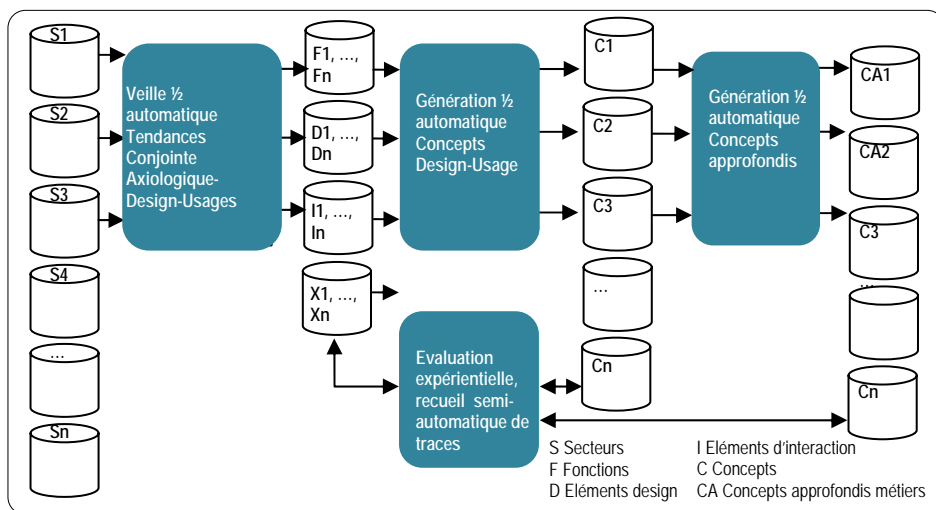 S1
S2
S3
S4
...
Sn
Veille ½
automatique
Tendances
Conjointe
Axiologique-
Design-Usages
F1, ...,
Fn
D1, ...,
Dn
I1, ...,
In
X1, ...,
Xn
Génération ½
automatique
Concepts
Design-Usage
Evaluation
expérientielle,
recueil semi-
automatique de
traces
C1
C2
C3
...
Cn
Génération ½
automatique
Concepts
approfondis
CA1
CA2
C3
...
Cn
S Secteurs
F Fonctions
D Eléments design
I Eléments d'interaction
C Concepts
CA Concepts approfondis métiers